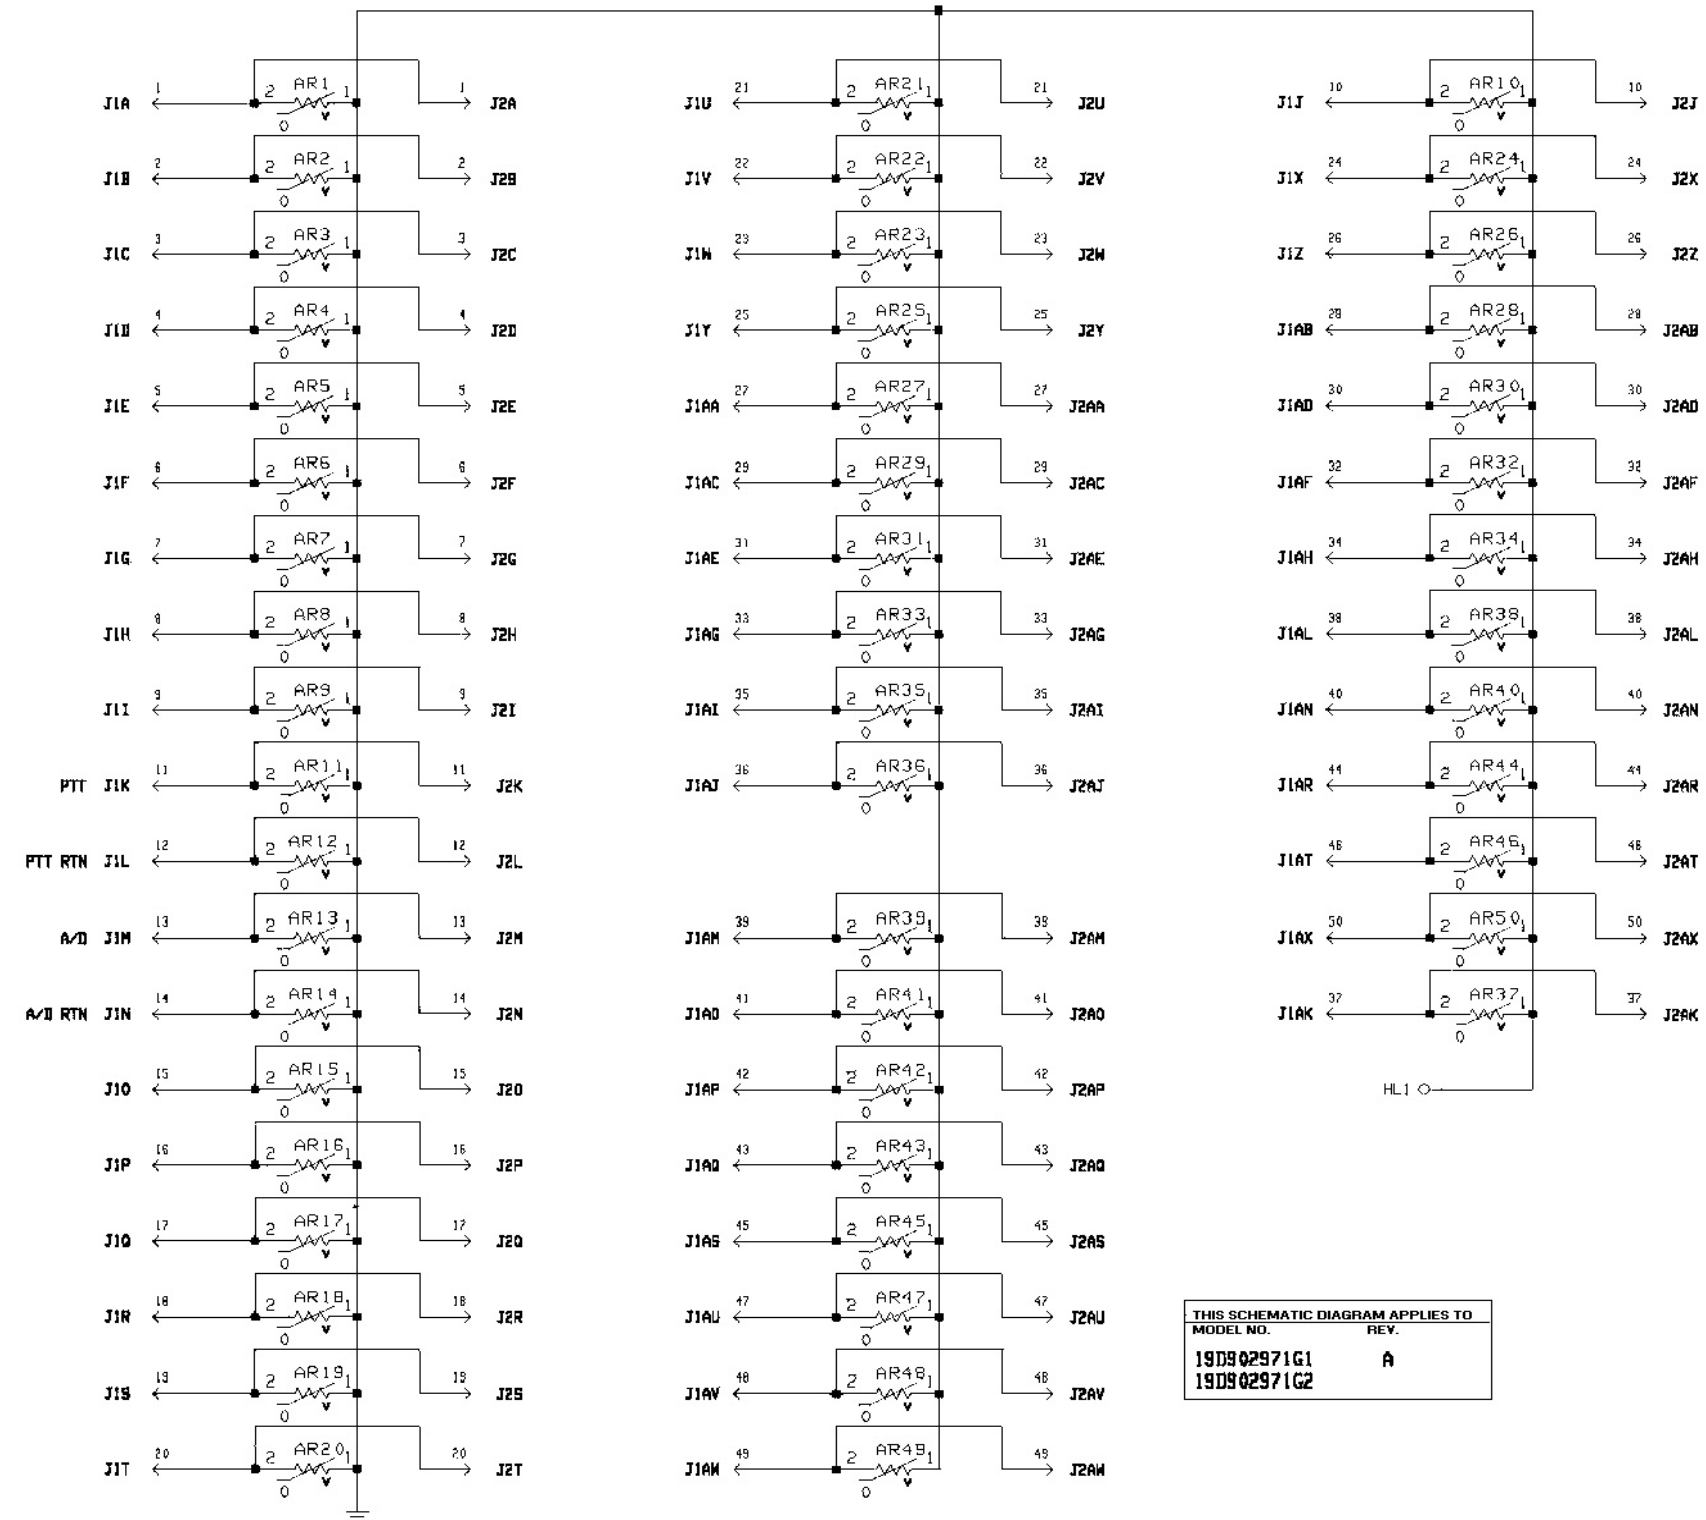 J1A 1 2 AR1 1 0 V 1 J2A
J1B 2 2 AR2 1 0 V 2 J2B
J1C 3 2 AR3 1 0 V 3 J2C
J1D 4 2 AR4 1 0 V 4 J2D
J1E 5 2 AR5 1 0 V 5 J2E
J1F 6 2 AR6 1 0 V 6 J2F
J1G 7 2 AR7 1 0 V 7 J2G
J1H 8 2 AR8 1 0 V 8 J2H
J1I 9 2 AR9 1 0 V 9 J2I
PTT J1K 11 2 AR11 1 0 V 11 J2K
PTT RTN J1L 12 2 AR12 1 0 V 12 J2L
A/D J1M 13 2 AR13 1 0 V 13 J2M
A/D RTN J1N 14 2 AR14 1 0 V 14 J2N
J1O 15 2 AR15 1 0 V 15 J2O
J1P 16 2 AR16 1 0 V 16 J2P
J1Q 17 2 AR17 1 0 V 17 J2Q
J1R 18 2 AR18 1 0 V 18 J2R
J1S 19 2 AR19 1 0 V 19 J2S
J1T 20 2 AR20 1 0 V 20 J2T
J1U 21 2 AR21 1 0 V 21 J2U
J1V 22 2 AR22 1 0 V 22 J2V
J1W 23 2 AR23 1 0 V 23 J2W
J1Y 25 2 AR25 1 0 V 25 J2Y
J1AA 27 2 AR27 1 0 V 27 J2AA
J1AC 29 2 AR29 1 0 V 29 J2AC
J1AE 31 2 AR31 1 0 V 31 J2AE
J1AG 33 2 AR33 1 0 V 33 J2AG
J1AI 35 2 AR35 1 0 V 35 J2AI
J1AJ 36 2 AR36 1 0 V 36 J2AJ
J1AM 39 2 AR39 1 0 V 39 J2AM
J1AO 41 2 AR41 1 0 V 41 J2AO
J1AP 42 2 AR42 1 0 V 42 J2AP
J1AQ 43 2 AR43 1 0 V 43 J2AQ
J1AS 45 2 AR45 1 0 V 45 J2AS
J1AU 47 2 AR47 1 0 V 47 J2AU
J1AV 48 2 AR48 1 0 V 48 J2AV
J1AW 49 2 AR49 1 0 V 49 J2AW
J1J 10 2 AR10 1 0 V 10 J2J
J1X 24 2 AR24 1 0 V 24 J2X
J1Z 26 2 AR26 1 0 V 26 J2Z
J1AB 28 2 AR28 1 0 V 28 J2AB
J1AD 30 2 AR30 1 0 V 30 J2AD
J1AF 32 2 AR32 1 0 V 32 J2AF
J1AH 34 2 AR34 1 0 V 34 J2AH
J1AL 38 2 AR38 1 0 V 38 J2AL
J1AN 40 2 AR40 1 0 V 40 J2AN
J1AR 44 2 AR44 1 0 V 44 J2AR
J1AT 46 2 AR46 1 0 V 46 J2AT
J1AX 50 2 AR50 1 0 V 50 J2AX
J1AK 37 2 AR37 1 0 V 37 J2AK
HL1
THIS SCHEMATIC DIAGRAM APPLIES TO
MODEL NO. REV.
19D902971G1 A
19D902971G2